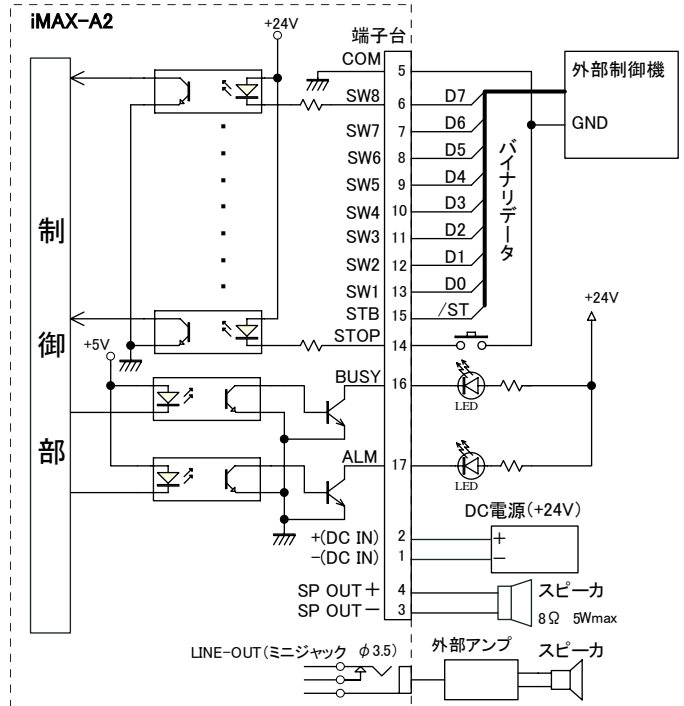 iMAX-A2
+24V
端子台
COM
5
外部制御機
SW8
6
D7
GND
SW7
7
D6
SW6
8
D5
SW5
9
D4
SW4
10
D3
SW3
11
D2
SW2
12
D1
SW1
13
D0
STB
15
/ST
バイナリデータ
STOP
14
+24V
制御部
+5V
BUSY
16
LED
ALM
17
LED
DC電源(+24V)
+(DC IN)
2
+
-(DC IN)
1
−
SP OUT+
4
スピーカ
SP OUT−
3
8Ω 5Wmax
LINE-OUT(ミニジャック φ3.5)
外部アンプ
スピーカ